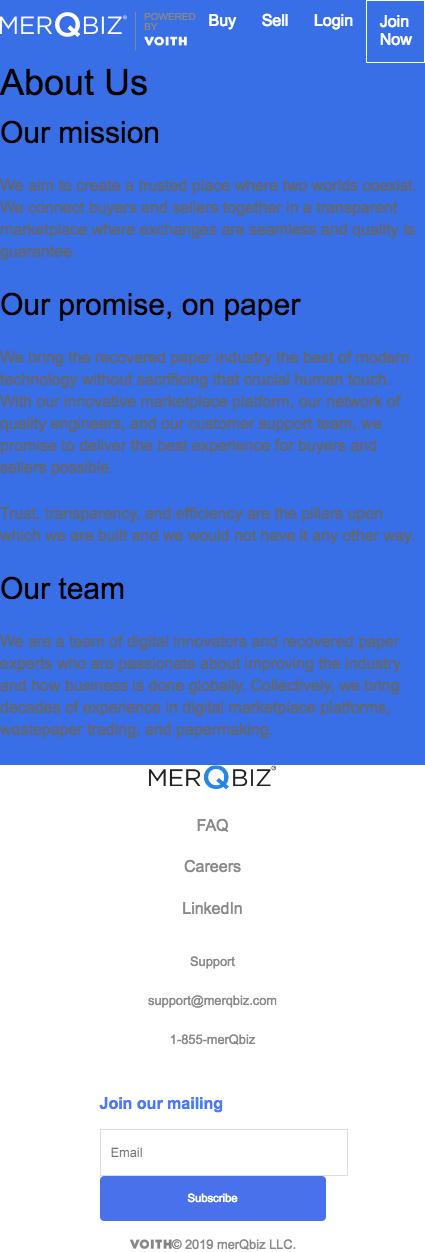 MERQBIZ® POWERED BY VOITH Buy Sell Login Join Now
About Us
Our mission
We aim to create a trusted place where two worlds coexist.
We connect buyers and sellers together in a transparent
marketplace where exchanges are seamless and quality is
guarantee.
Our promise, on paper
We bring the recovered paper industry the best of modern
technology without sacrificing that crucial human touch.
With our innovative marketplace platform, our network of
quality engineers, and our customer support team, we
promise to deliver the best experience for buyers and
sellers possible.
Trust, transparency, and efficiency are the pillars upon
which we are built and we would not have it any other way.
Our team
We are a team of digital innovators and recovered paper
experts who are passionate about improving the industry
and how business is done globally. Collectively, we bring
decades of experience in digital marketplace platforms,
wastepaper trading, and papermaking.
MERQBIZ®
FAQ
Careers
LinkedIn
Support
support@merqbiz.com
1-855-merQbiz
Join our mailing
Email
Subscribe
VOITH© 2019 merQbiz LLC.